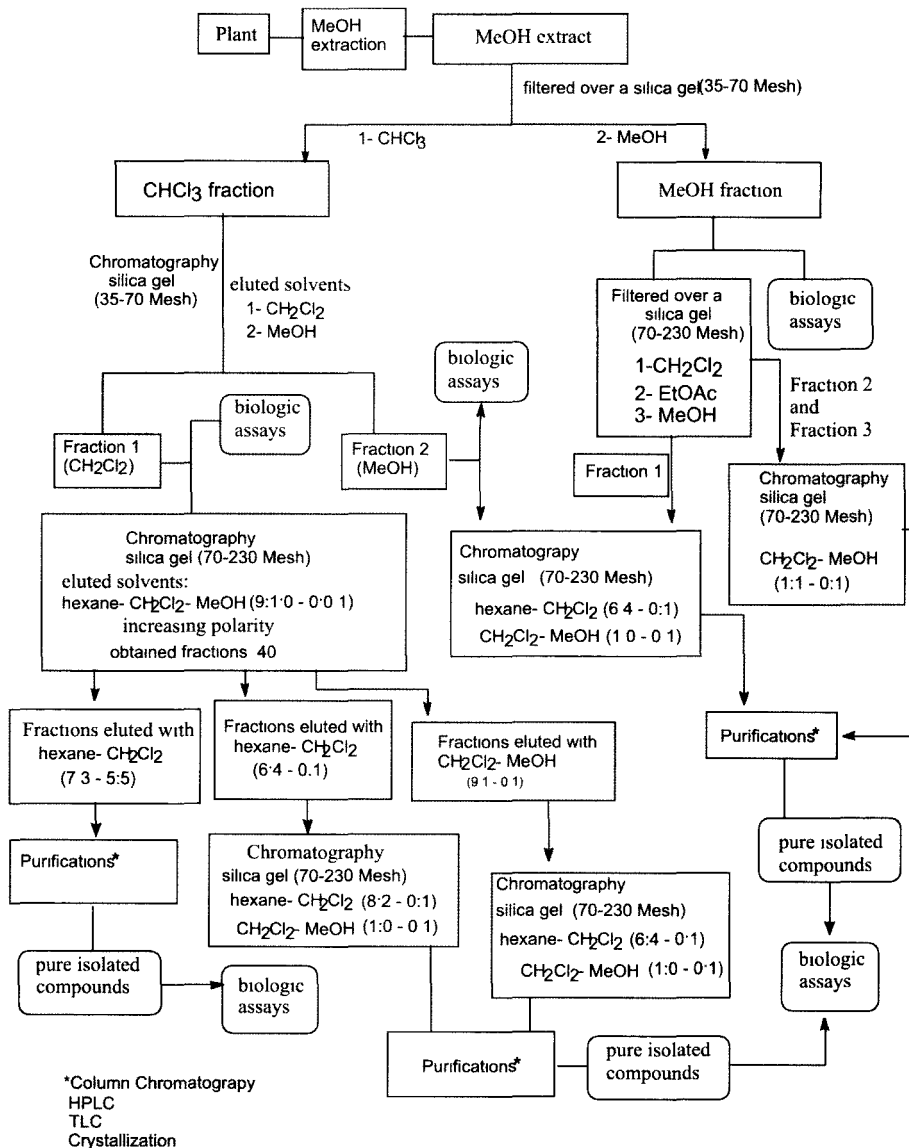 Plant
MeOH
extraction
MeOH extract
filtered over a silica gel(35-70 Mesh)
1- CHCl3
2- MeOH
CHCl3 fraction
MeOH fraction
Chromatography
silica gel
(35-70 Mesh)
eluted solvents
1- CH2Cl2
2- MeOH
Filtered over a
silica gel
(70-230 Mesh)
1-CH2Cl2
2- EtOAc
3- MeOH
biologic
assays
biologic
assays
biologic
assays
Fraction 2
and
Fraction 3
Fraction 1
(CH2Cl2)
Fraction 2
(MeOH)
Fraction 1
Chromatography
silica gel
(70-230 Mesh)
CH2Cl2- MeOH
(1:1 - 0:1)
Chromatography
silica gel (70-230 Mesh)
eluted solvents:
hexane- CH2Cl2- MeOH (9:1·0 - 0·0 1)
increasing polarity
obtained fractions 40
Chromatograpy
silica gel (70-230 Mesh)
hexane- CH2Cl2 (6 4 - 0:1)
CH2Cl2- MeOH (1 0 - 0 1)
Fractions eluted with
hexane- CH2Cl2
(7 3 - 5:5)
Fractions eluted with
hexane- CH2Cl2
(6·4 - 0.1)
Fractions eluted with
CH2Cl2- MeOH
(9 1 - 0 1)
Purifications*
Purifications*
Chromatography
silica gel (70-230 Mesh)
hexane- CH2Cl2 (8·2 - 0:1)
CH2Cl2- MeOH (1:0 - 0 1)
Chromatography
silica gel (70-230 Mesh)
hexane- CH2Cl2 (6:4 - 0·1)
CH2Cl2- MeOH (1:0 - 0·1)
pure isolated
compounds
pure isolated
compounds
biologic
assays
biologic
assays
Purifications*
pure isolated
compounds
*Column Chromatograpy
HPLC
TLC
Crystallization